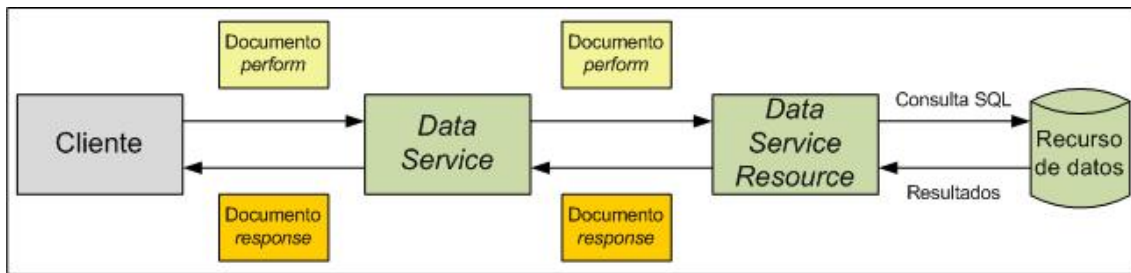 Documento
perform
Documento
perform
Cliente
Data
Service
Data
Service
Resource
Consulta SQL
Resultados
Recurso
de datos
Documento
response
Documento
response